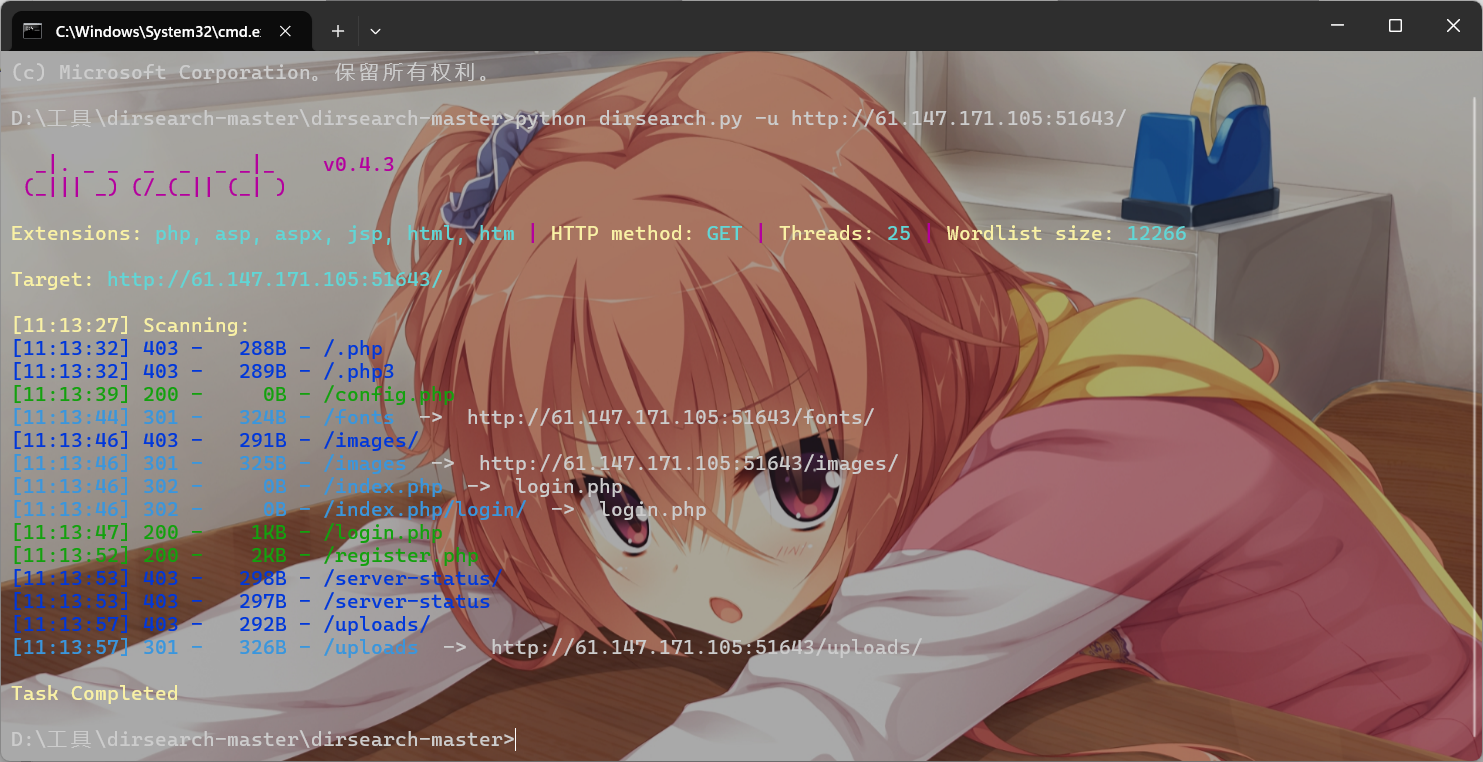 C:\Windows\System32\cmd.e
(c) Microsoft Corporation。保留所有权利。
D:\工具\dirsearch-master\dirsearch-master>python dirsearch.py -u http://61.147.171.105:51643/
  _|. _ _  _  _  _ _|_    v0.4.3
 (_||| _) (/_(_|| (_| )
Extensions: php, asp, aspx, jsp, html, htm | HTTP method: GET | Threads: 25 | Wordlist size: 12266
Target: http://61.147.171.105:51643/
[11:13:27] Scanning:
[11:13:32] 403 -   288B - /.php
[11:13:32] 403 -   289B - /.php3
[11:13:39] 200 -     0B - /config.php
[11:13:44] 301 -   324B - /fonts  ->  http://61.147.171.105:51643/fonts/
[11:13:46] 403 -   291B - /images/
[11:13:46] 301 -   325B - /images  ->  http://61.147.171.105:51643/images/
[11:13:46] 302 -     0B - /index.php  ->  login.php
[11:13:46] 302 -     0B - /index.php/login/  ->  login.php
[11:13:47] 200 -    1KB - /login.php
[11:13:52] 200 -    2KB - /register.php
[11:13:53] 403 -   298B - /server-status/
[11:13:53] 403 -   297B - /server-status
[11:13:57] 403 -   292B - /uploads/
[11:13:57] 301 -   326B - /uploads  ->  http://61.147.171.105:51643/uploads/
Task Completed
D:\工具\dirsearch-master\dirsearch-master>